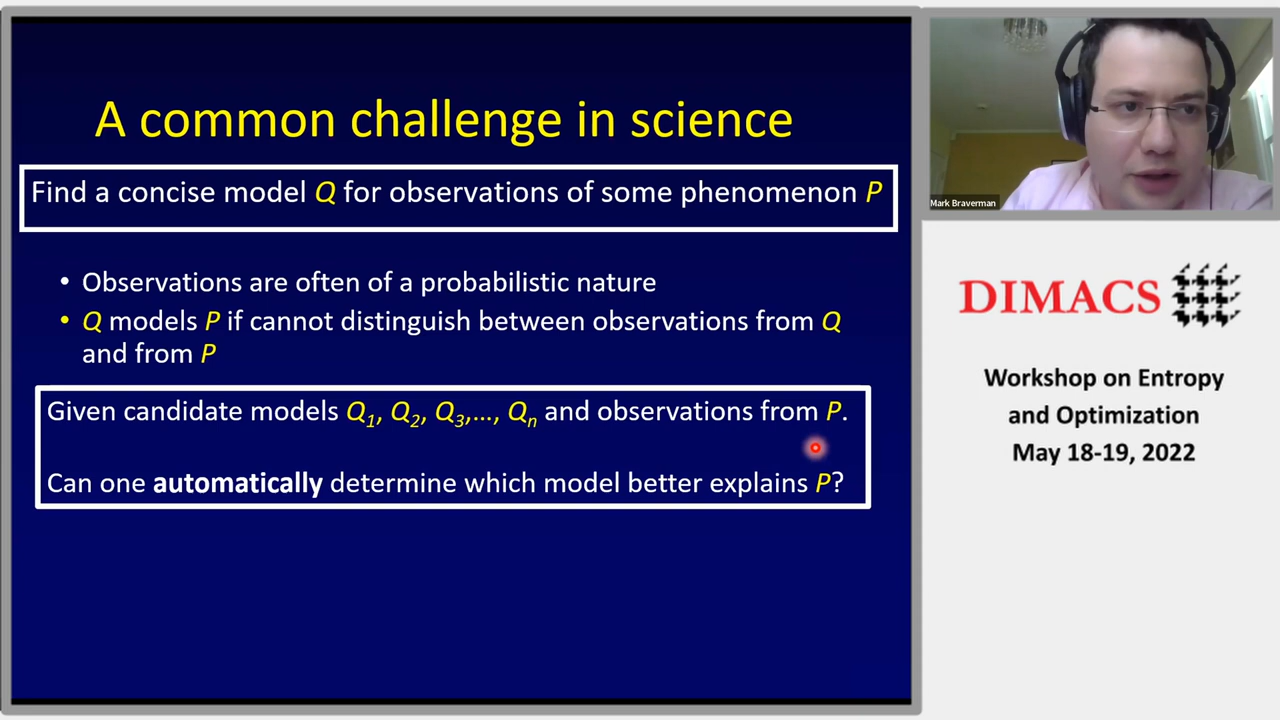 A common challenge in science
Find a concise model Q for observations of some phenomenon P
• Observations are often of a probabilistic nature
• Q models P if cannot distinguish between observations from Q
and from P
Given candidate models Q1, Q2, Q3,..., Qn and observations from P.
Can one automatically determine which model better explains P?
Mark Braverman
DIMACS
Workshop on Entropy
and Optimization
May 18-19, 2022